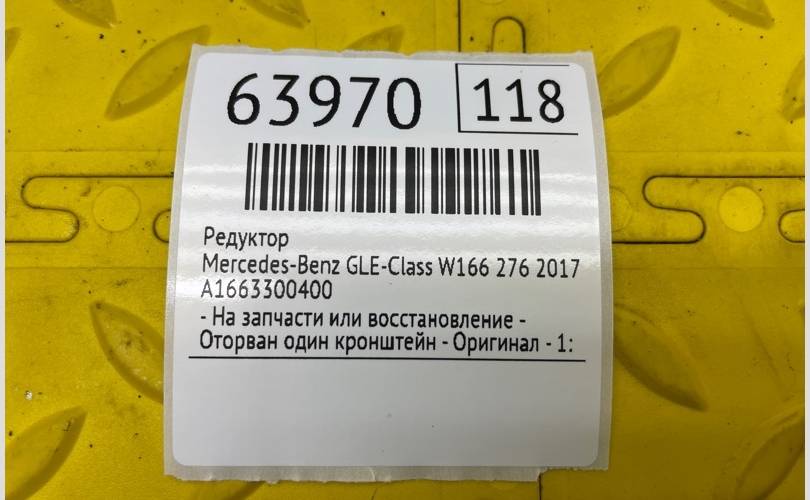 63970
118
Редуктор
Mercedes-Benz GLE-Class W166 276 2017
A1663300400
- На запчасти или восстановление -
Оторван один кронштейн - Оригинал - 1: